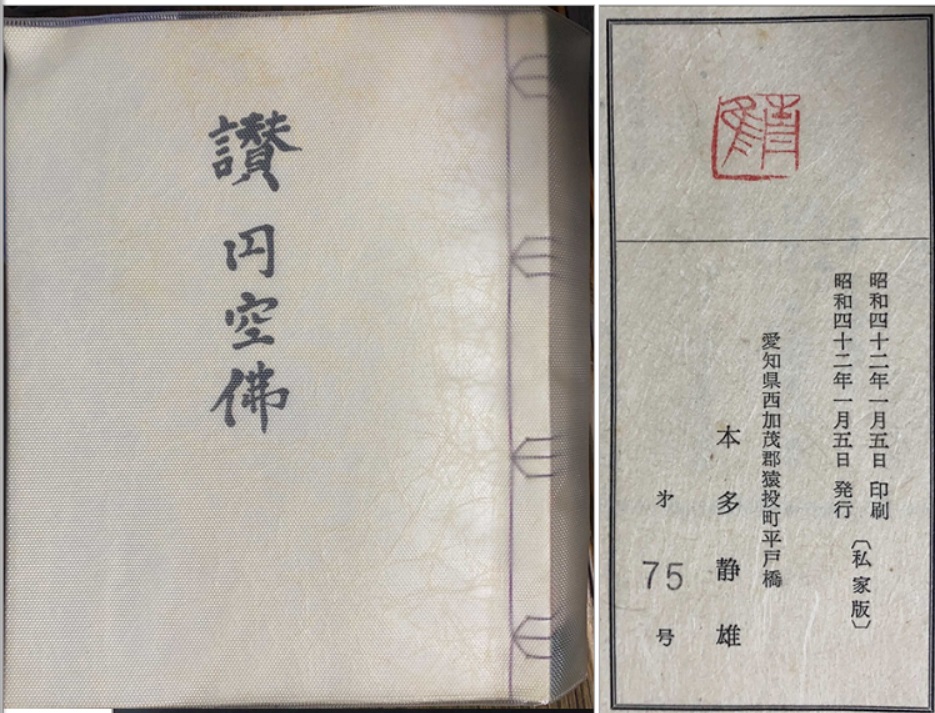 讃円空佛
昭和四十二年一月五日 印刷
昭和四十二年一月五日 発行
〔私家版〕
愛知県西加茂郡猿投町平戸橋
本多静雄
才75号